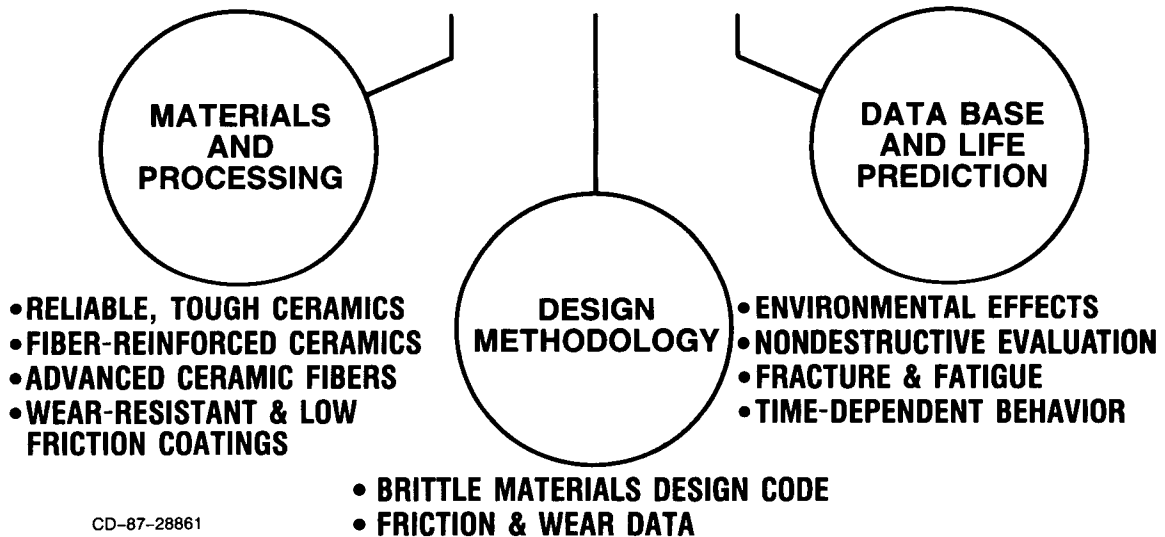 MATERIALS
AND
PROCESSING
• RELIABLE, TOUGH CERAMICS
• FIBER-REINFORCED CERAMICS
• ADVANCED CERAMIC FIBERS
• WEAR-RESISTANT & LOW
FRICTION COATINGS
DESIGN
METHODOLOGY
• BRITTLE MATERIALS DESIGN CODE
• FRICTION & WEAR DATA
DATA BASE
AND LIFE
PREDICTION
• ENVIRONMENTAL EFFECTS
• NONDESTRUCTIVE EVALUATION
• FRACTURE & FATIGUE
• TIME-DEPENDENT BEHAVIOR
CD-87-28861